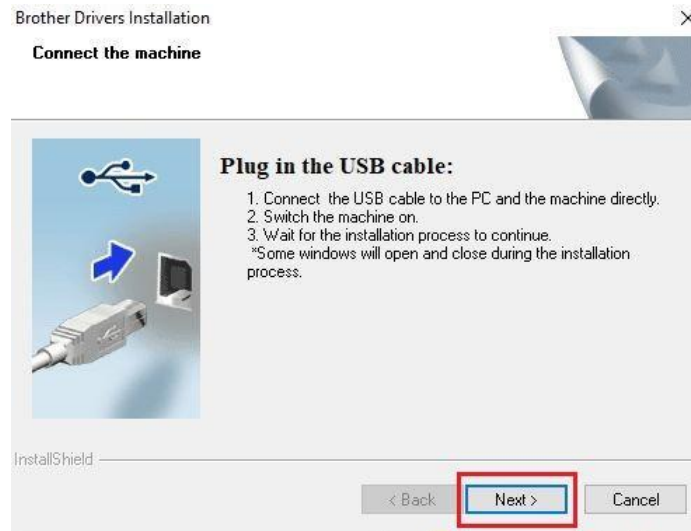 Brother Drivers Installation
Connect the machine
Plug in the USB cable:
1. Connect the USB cable to the PC and the machine directly.
2. Switch the machine on.
3. Wait for the installation process to continue.
*Some windows will open and close during the installation
process.
InstallShield
< Back Next > Cancel